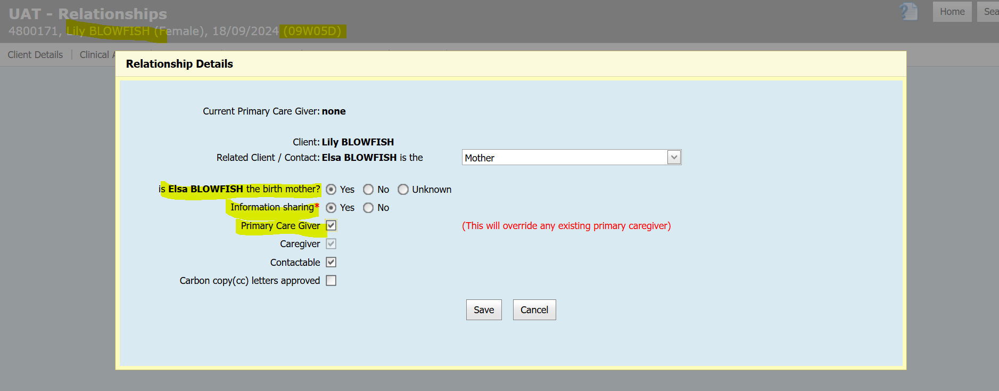 UAT - Relationships
Home
4800171, Lily BLOWFISH (Female), 18/09/2024 (09W05D)
Client Details
Clinical
Relationship Details
Current Primary Care Giver: none
Client: Lily BLOWFISH
Related Client / Contact: Elsa BLOWFISH is the Mother
is Elsa BLOWFISH the birth mother? Yes No Unknown
Information sharing* Yes No
Primary Care Giver (This will override any existing primary caregiver)
Caregiver
Contactable
Carbon copy(cc) letters approved
Save Cancel